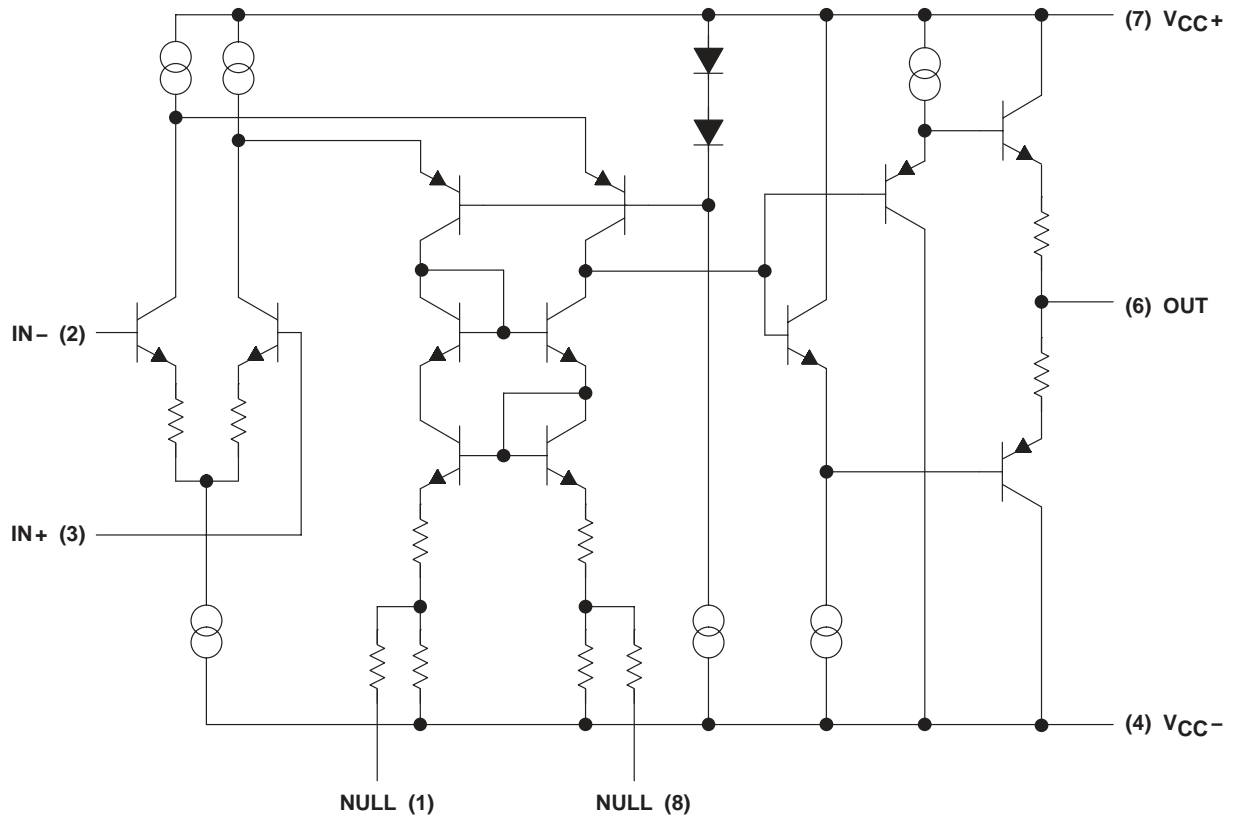 (7) VCC+
IN− (2)
(6) OUT
IN+ (3)
(4) VCC−
NULL (1)
NULL (8)